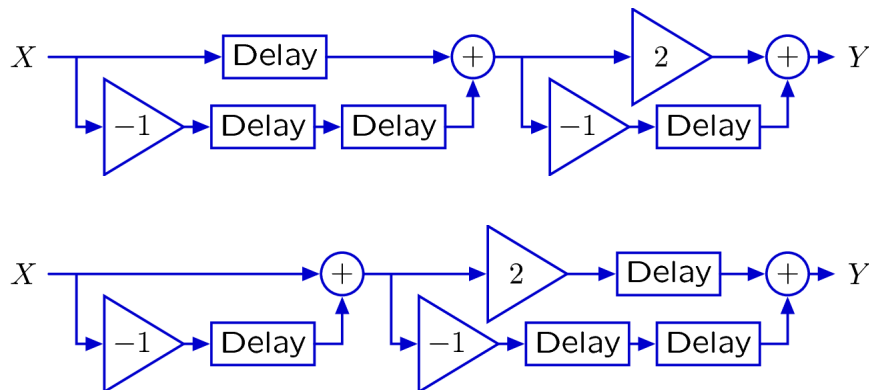 X Delay + 2 + Y
−1 Delay Delay −1 Delay
X + 2 Delay + Y
−1 Delay −1 Delay Delay